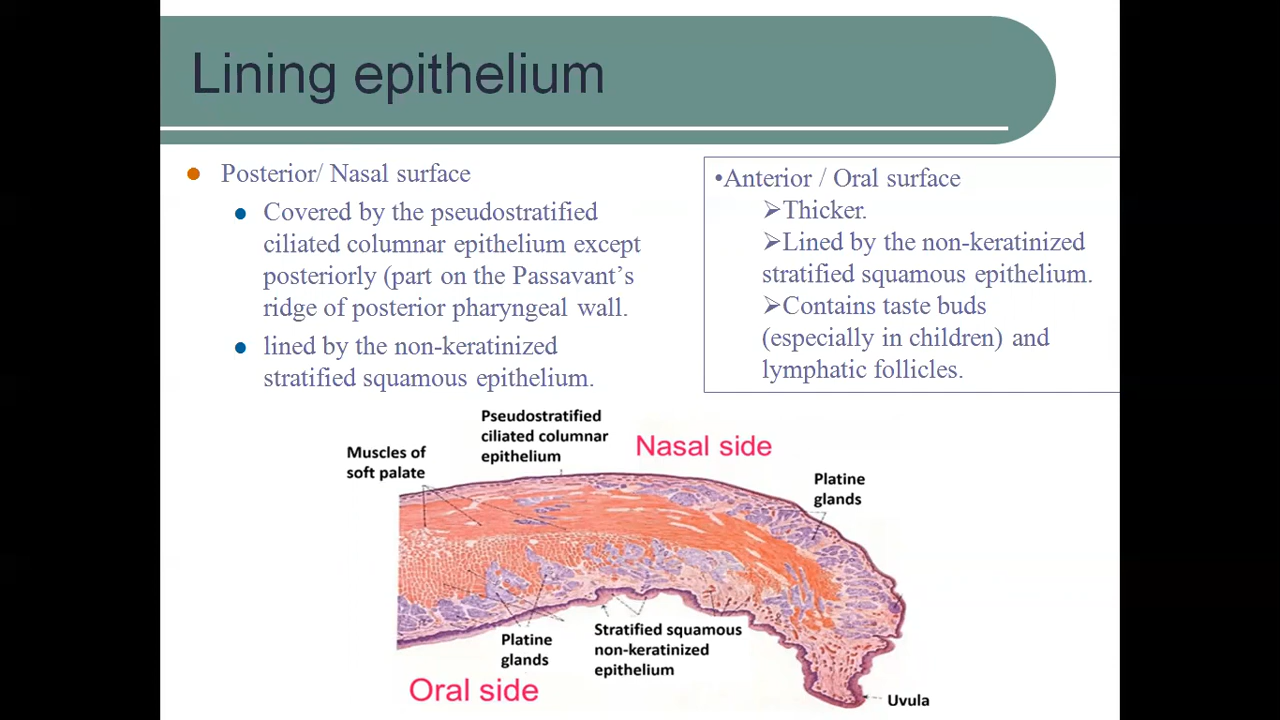 Lining epithelium
Posterior/ Nasal surface
Covered by the pseudostratified
ciliated columnar epithelium except
posteriorly (part on the Passavant’s
ridge of posterior pharyngeal wall.
lined by the non-keratinized
stratified squamous epithelium.
•Anterior / Oral surface
➢Thicker.
➢Lined by the non-keratinized
stratified squamous epithelium.
➢Contains taste buds
(especially in children) and
lymphatic follicles.
Pseudostratified
ciliated columnar
epithelium
Nasal side
Muscles of
soft palate
Platine
glands
Platine
glands
Stratified squamous
non-keratinized
epithelium
Oral side
Uvula